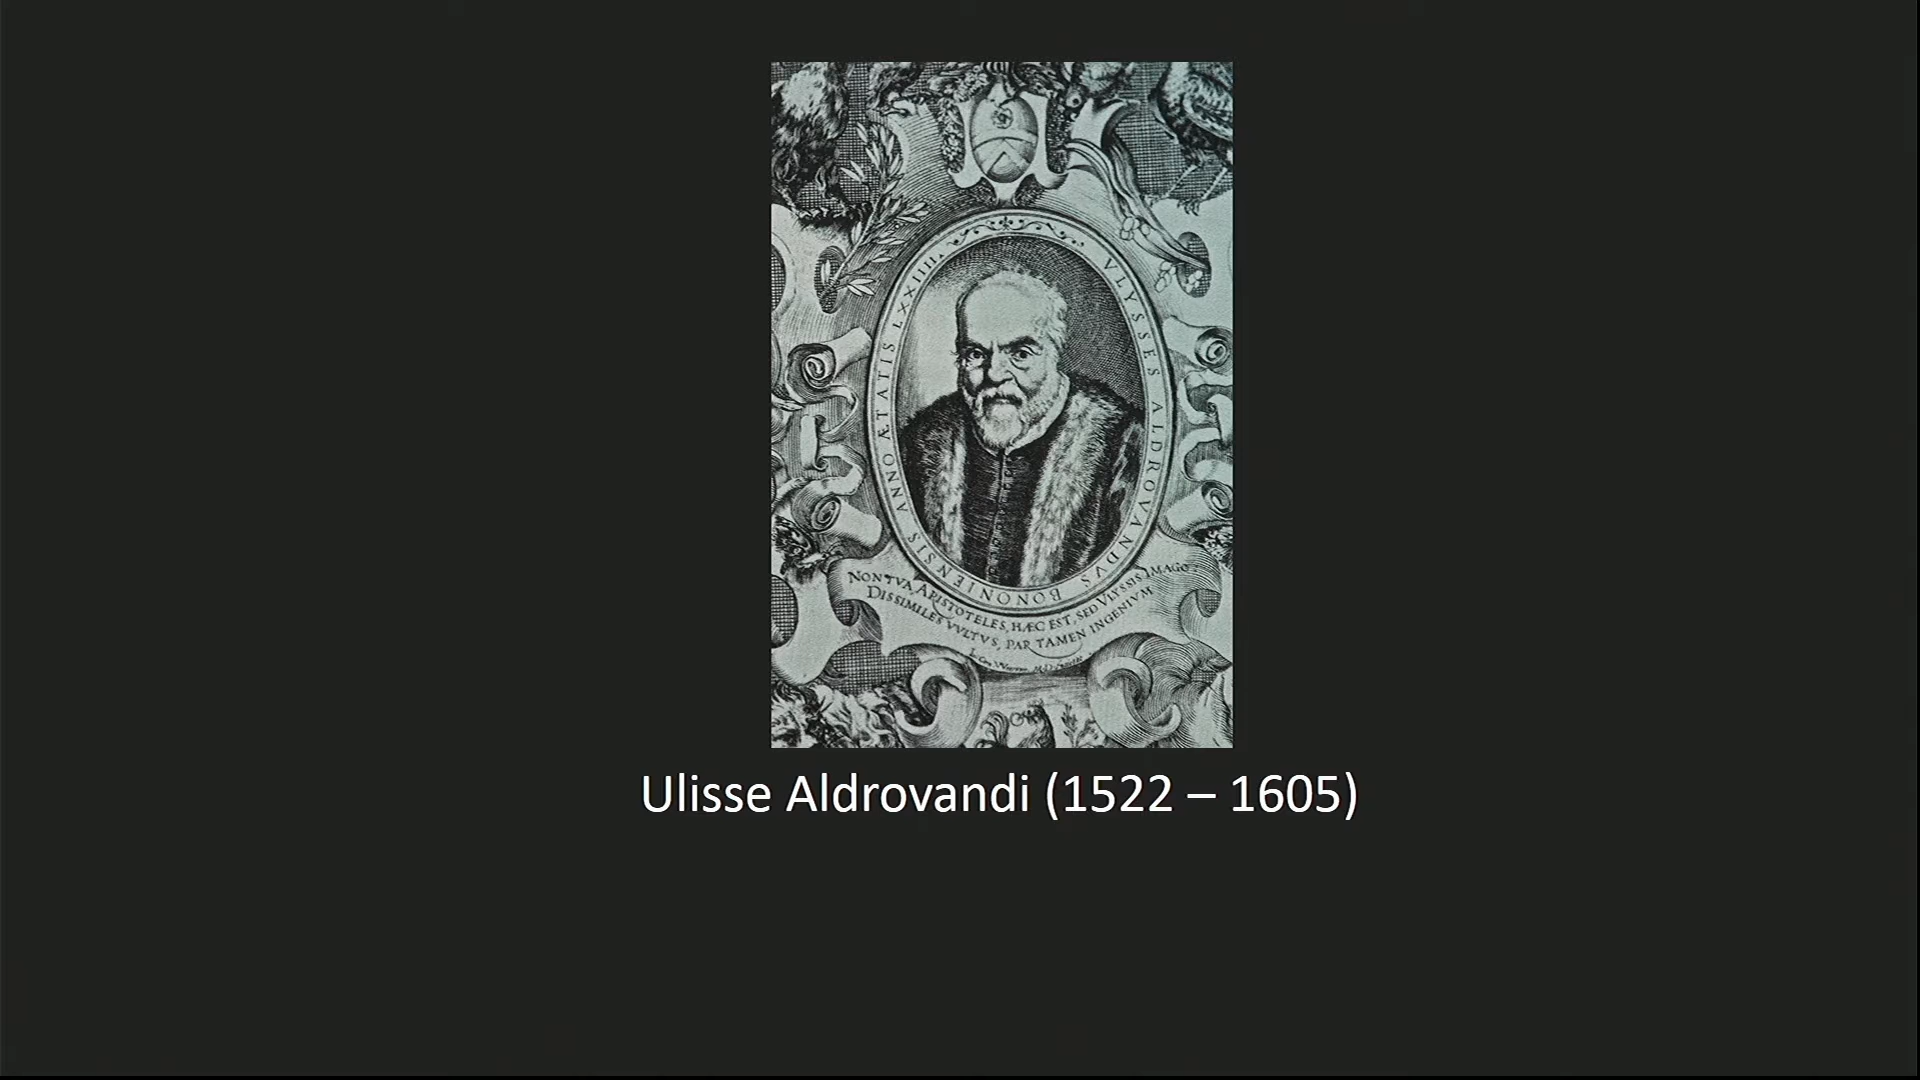 VLYSSES ALDROVANDVS BONONIENSIS ANNO ÆTATIS LXXIIII.
NON TVA ARISTOTELES, HÆC EST, SED VLYSSIS IMAGO:
DISSIMILES VVLTVS, PAR TAMEN INGENIVM
Ulisse Aldrovandi (1522 – 1605)